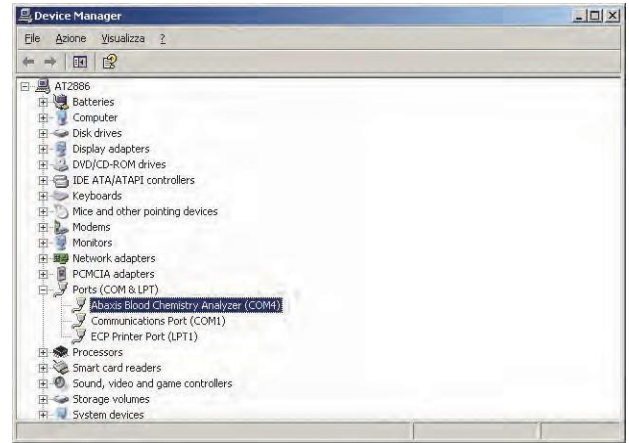 Device Manager
File Azione Visualizza ?
AT2886
Batteries
Computer
Disk drives
Display adapters
DVD/CD-ROM drives
IDE ATA/ATAPI controllers
Keyboards
Mice and other pointing devices
Modems
Monitors
Network adapters
PCMCIA adapters
Ports (COM & LPT)
Abaxis Blood Chemistry Analyzer (COM4)
Communications Port (COM1)
ECP Printer Port (LPT1)
Processors
Smart card readers
Sound, video and game controllers
Storage volumes
System devices